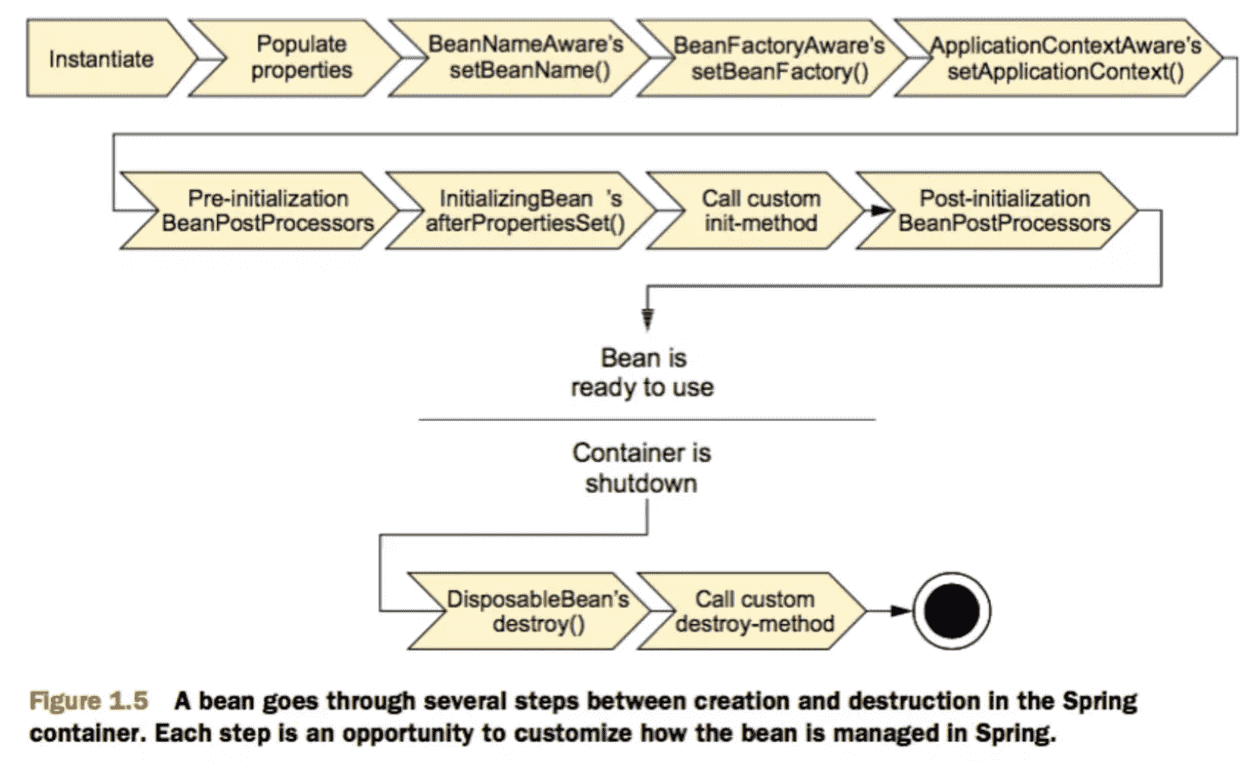 Instantiate
Populate
properties
BeanNameAware's
setBeanName()
BeanFactoryAware's
setBeanFactory()
ApplicationContextAware's
setApplicationContext()
Pre-initialization
BeanPostProcessors
InitializingBean 's
afterPropertiesSet()
Call custom
init-method
Post-initialization
BeanPostProcessors
Bean is
ready to use
Container is
shutdown
DisposableBean's
destroy()
Call custom
destroy-method
Figure 1.5 A bean goes through several steps between creation and destruction in the Spring
container. Each step is an opportunity to customize how the bean is managed in Spring.